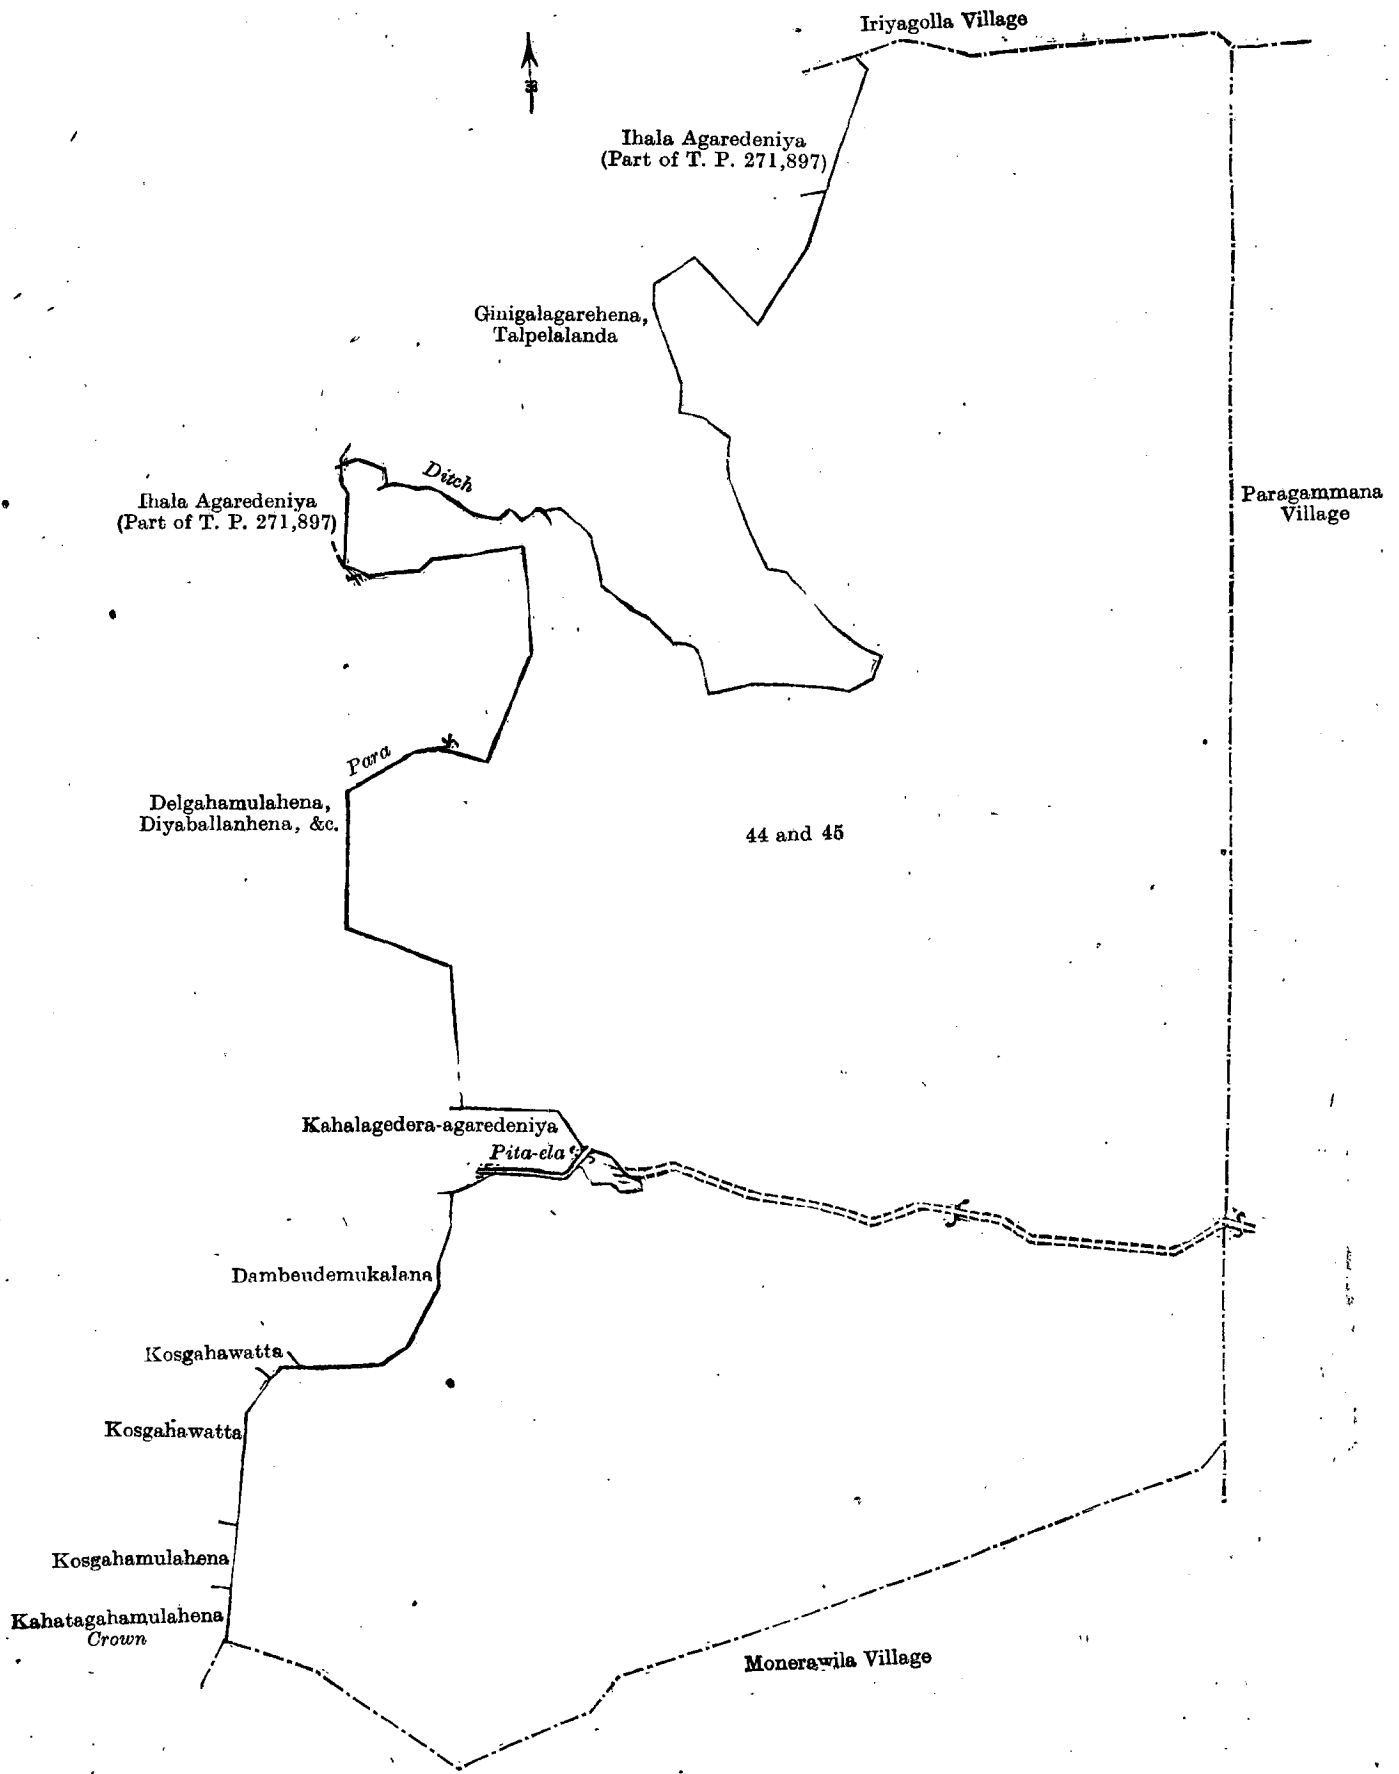 Iriyagolla Village
Ihala Agaredeniya
(Part of T. P. 271,897)
Ginigalagarehena,
Talpelalanda
Ditch
Ihala Agaredeniya
(Part of T. P. 271,897)
Paragammana
Village
Para
Delgahamulahena,
Diyaballanhena, &c.
44 and 45
Kahalagedera-agaredeniya
Pita-ela
Dambeudemukalana
Kosgahawatta
Kosgahawatta
Kosgahamulahena
Kahatagahamulahena
Crown
Monerawila Village